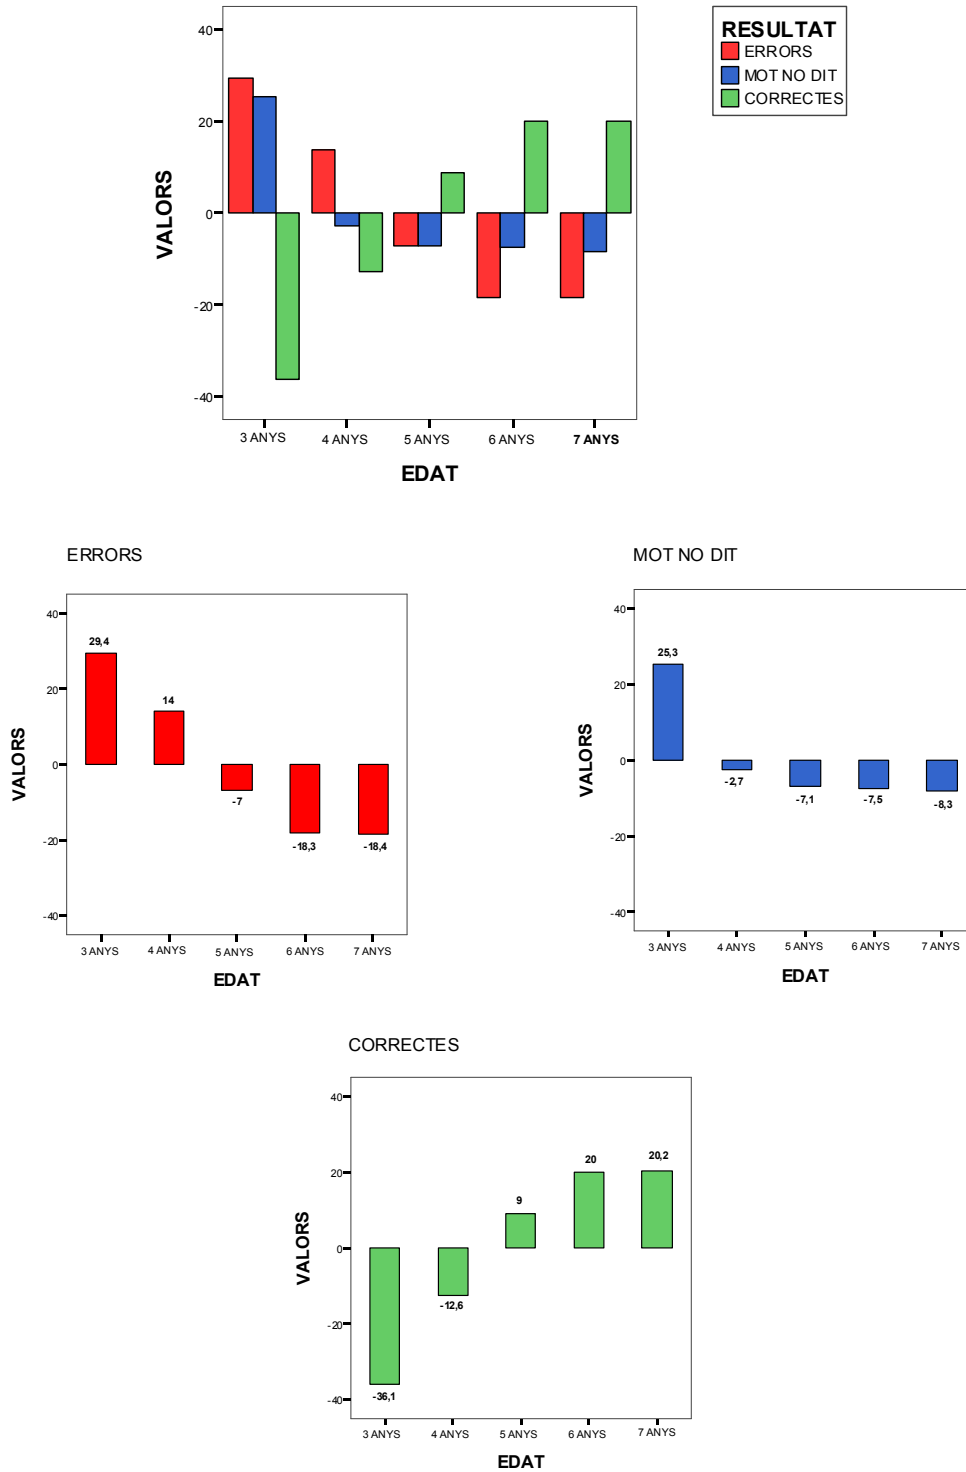 RESULTAT
ERRORS
MOT NO DIT
CORRECTES
40
20
0
-20
-40
VALORS
3 ANYS 4 ANYS 5 ANYS 6 ANYS 7 ANYS
EDAT
ERRORS
40
20
0
-20
-40
VALORS
29,4
14
-7
-18,3
-18,4
3 ANYS 4 ANYS 5 ANYS 6 ANYS 7 ANYS
EDAT
MOT NO DIT
40
20
0
-20
-40
VALORS
25,3
-2,7
-7,1
-7,5
-8,3
3 ANYS 4 ANYS 5 ANYS 6 ANYS 7 ANYS
EDAT
CORRECTES
40
20
0
-20
-40
VALORS
-36,1
-12,6
9
20
20,2
3 ANYS 4 ANYS 5 ANYS 6 ANYS 7 ANYS
EDAT